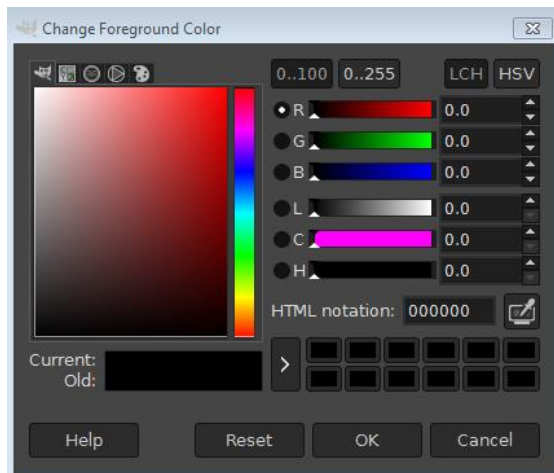 Change Foreground Color
0..100 0..255 LCH HSV
R 0.0
G 0.0
B 0.0
L 0.0
C 0.0
H 0.0
HTML notation: 000000
Current:
Old:
>
Help Reset OK Cancel